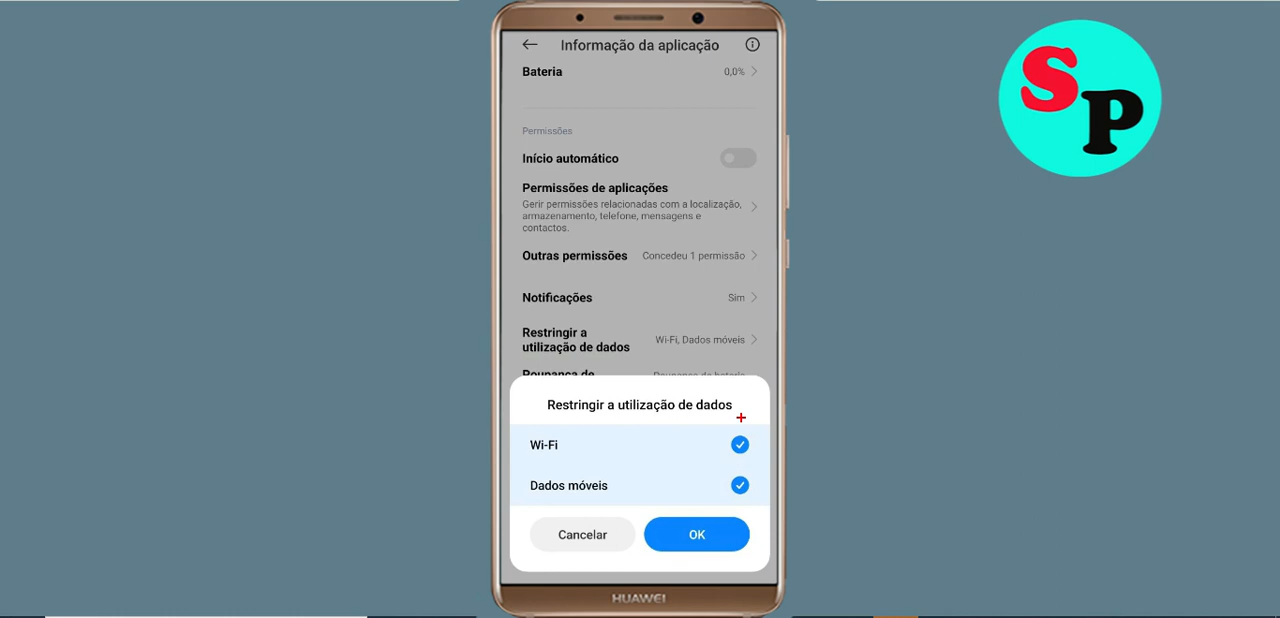 Informação da aplicação
Bateria 0,0%
Permissões
Início automático
Permissões de aplicações
Gerir permissões relacionadas com a localização,
armazenamento, telefone, mensagens e
contactos.
Outras permissões Concedeu 1 permissão
Notificações Sim
Restringir a
utilização de dados Wi-Fi, Dados móveis
Poupança de Poupança de bateria
Restringir a utilização de dados
Wi-Fi
Dados móveis
Cancelar OK
HUAWEI
SP